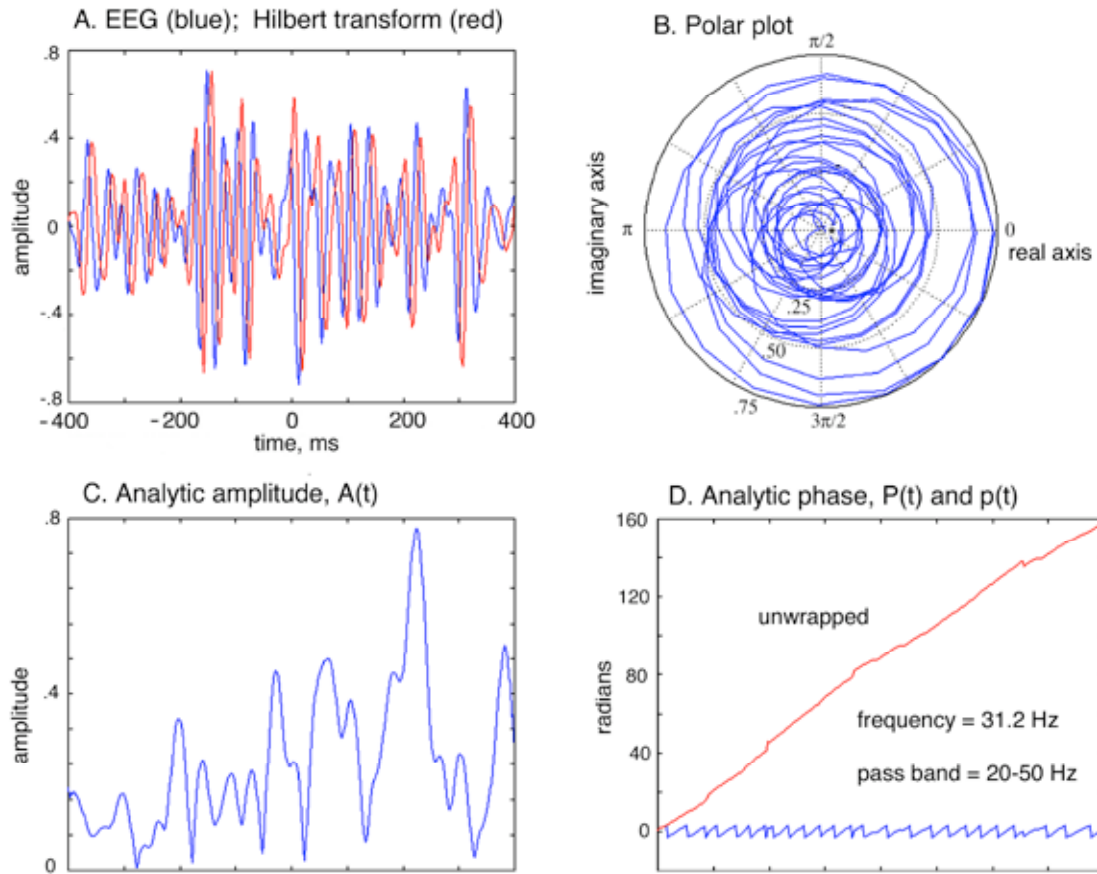 A. EEG (blue); Hilbert transform (red)
.8
.4
0
-.4
-.8
amplitude
-400
-200
0
200
400
time, ms
B. Polar plot
π/2
π
0
real axis
imaginary axis
.25
.50
.75
3π/2
C. Analytic amplitude, A(t)
.8
.4
0
amplitude
D. Analytic phase, P(t) and p(t)
160
120
80
40
0
radians
unwrapped
frequency = 31.2 Hz
pass band = 20-50 Hz